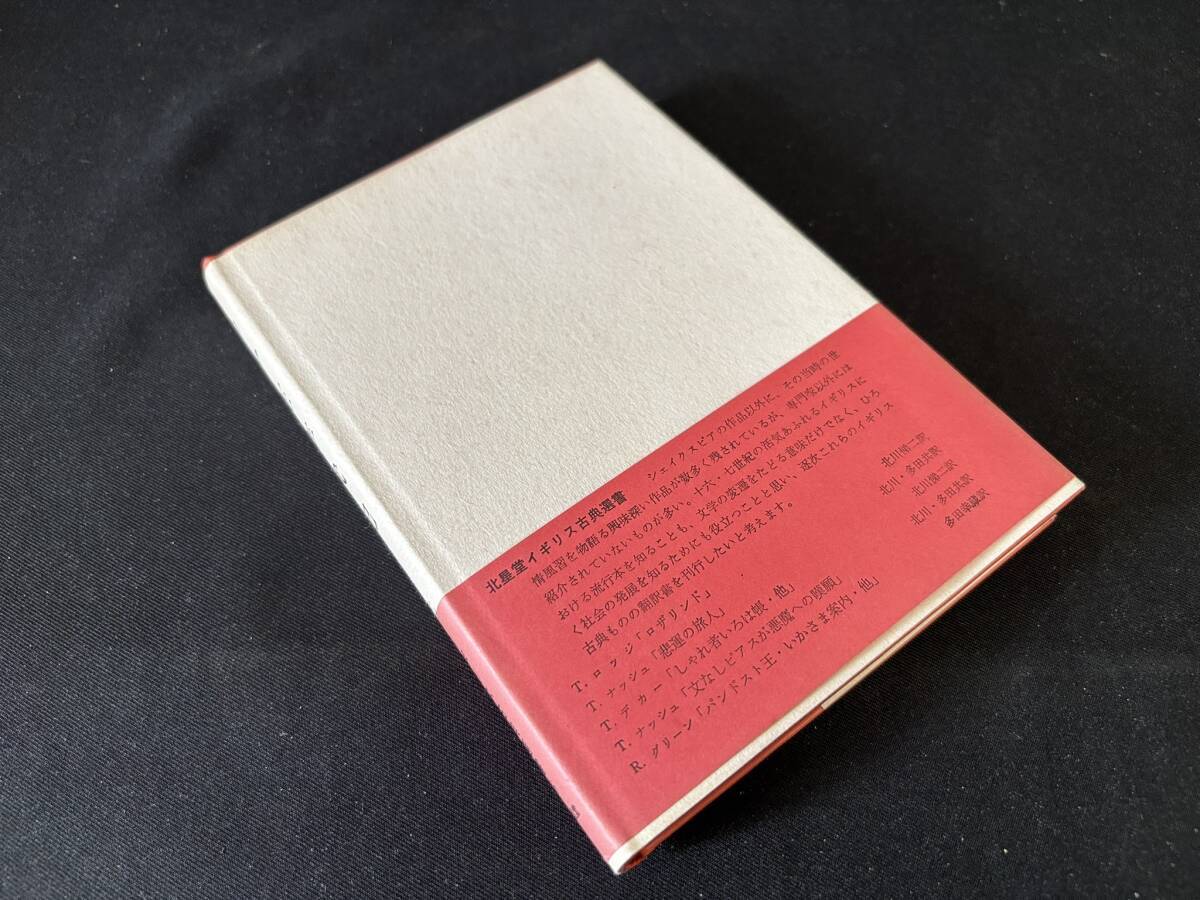 北星堂イギリス古典選書
シェイクスピアの作品以外に、その当時の世
情風習を物語る興味深い作品が数多く残されているが、専門家以外には
紹介されていないものが多い。十六・七世紀の活気あふれるイギリスに
おける流行本を知ることも、文学の変遷をたどる意味だけでなく、ひろ
く社会の発展を知るためにも役立つことと思い、逐次これらのイギリス
古典ものの翻訳書を刊行したいと考えます。
T. ロッジ「ロザリンド」 北川悌二訳
T. ナッシュ「悲運の旅人」 北川・多田共訳
T. デカー「しゃれ者いろは帳・他」 北川悌二訳
T. ナッシュ「文なしピアスが悪魔への嘆願」 北川・多田共訳
R. グリーン「パンドスト王・いかさま案内・他」 多田幸蔵訳